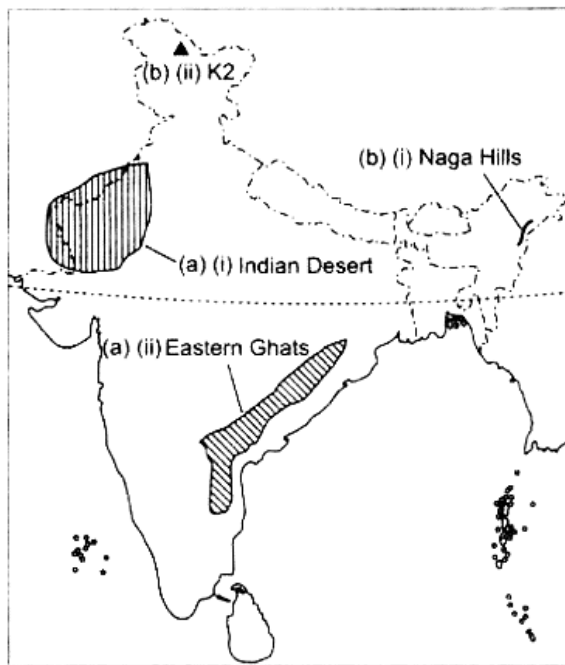 (b) (ii) K2
(b) (i) Naga Hills
(a) (i) Indian Desert
(a) (ii) Eastern Ghats